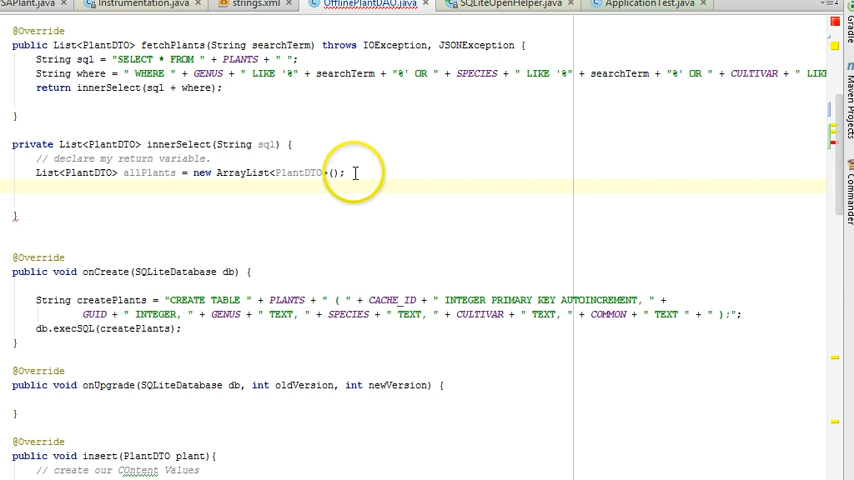 SAPlant.java Instrumentation.java strings.xml OfflinePlantDAO.java SQLiteOpenHelper.java ApplicationTest.java
@Override
public List<PlantDTO> fetchPlants(String searchTerm) throws IOException, JSONException {
String sql = "SELECT * FROM " + PLANTS + " ";
String where = " WHERE " + GENUS + " LIKE '%" + searchTerm + "%' OR " + SPECIES + " LIKE '%" + searchTerm + "%' OR " + CULTIVAR + " LIKE
return innerSelect(sql + where);
}
private List<PlantDTO> innerSelect(String sql) {
// declare my return variable.
List<PlantDTO> allPlants = new ArrayList<PlantDTO>();
}
@Override
public void onCreate(SQLiteDatabase db) {
String createPlants = "CREATE TABLE " + PLANTS + " ( " + CACHE_ID + " INTEGER PRIMARY KEY AUTOINCREMENT, " +
GUID + " INTEGER, " + GENUS + " TEXT, " + SPECIES + " TEXT, " + CULTIVAR + " TEXT, " + COMMON + " TEXT " + " );";
db.execSQL(createPlants);
}
@Override
public void onUpgrade(SQLiteDatabase db, int oldVersion, int newVersion) {
}
@Override
public void insert(PlantDTO plant){
// create our COntent Values
Gradle
Maven Projects
Commander